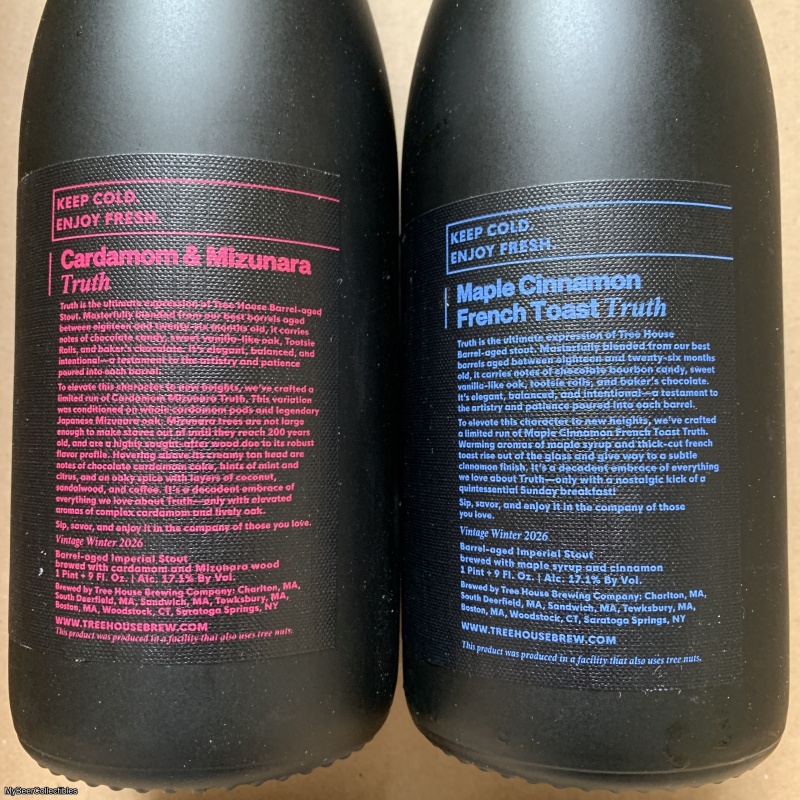 KEEP COLD.
ENJOY FRESH.
Cardamom & Mizunara
Truth
Truth is the ultimate expression of Tree House Barrel-aged
Stout. Masterfully blended from our best barrels aged
between eighteen and twenty-six months old, it carries
notes of chocolate candy, sweet vanilla-like oak, Tootsie
Rolls, and baker's chocolate. It's elegant, balanced, and
intentional—a testament to the artistry and patience
poured into each barrel.
To elevate this character to new heights, we've crafted a
limited run of Cardamom Mizunara Truth. This variation
was conditioned on whole cardamom pods and legendary
Japanese Mizunara oak. Mizunara trees are not large
enough to make staves out of until they reach 200 years
old, and are a highly sought-after wood due to its robust
flavor profile. Hovering above its creamy tan head are
notes of chocolate cardamom cake, hints of mint and
citrus, and an oaky spice with layers of coconut,
sandalwood, and coffee. It's a decadent embrace of
everything we love about Truth—only with elevated
aromas of complex cardamom and lively oak.
Sip, savor, and enjoy it in the company of those you love.
Vintage Winter 2026
Barrel-aged Imperial Stout
brewed with cardamom and Mizunara wood
1 Pint + 9 Fl. Oz. | Alc. 17.1% By Vol.
Brewed by Tree House Brewing Company: Charlton, MA,
South Deerfield, MA, Sandwich, MA, Tewksbury, MA,
Boston, MA, Woodstock, CT, Saratoga Springs, NY
WWW.TREEHOUSEBREW.COM
This product was produced in a facility that also uses tree nuts.
KEEP COLD.
ENJOY FRESH.
Maple Cinnamon
French Toast Truth
Truth is the ultimate expression of Tree House
Barrel-aged stout. Masterfully blended from our best
barrels aged between eighteen and twenty-six months
old, it carries notes of chocolate bourbon candy, sweet
vanilla-like oak, tootsie rolls, and baker's chocolate.
It's elegant, balanced, and intentional—a testament to
the artistry and patience poured into each barrel.
To elevate this character to new heights, we've crafted
a limited run of Maple Cinnamon French Toast Truth.
Warming aromas of maple syrup and thick-cut french
toast rise out of the glass and give way to a subtle
cinnamon finish. It's a decadent embrace of everything
we love about Truth—only with a nostalgic kick of a
quintessential Sunday breakfast!
Sip, savor, and enjoy it in the company of those
you love.
Vintage Winter 2026
Barrel-aged Imperial Stout
brewed with maple syrup and cinnamon
1 Pint + 9 Fl. Oz. | Alc. 17.1% By Vol.
Brewed by Tree House Brewing Company: Charlton, MA,
South Deerfield, MA, Sandwich, MA, Tewksbury, MA,
Boston, MA, Woodstock, CT, Saratoga Springs, NY
WWW.TREEHOUSEBREW.COM
This product was produced in a facility that also uses tree nuts.
MyBeerCollectibles